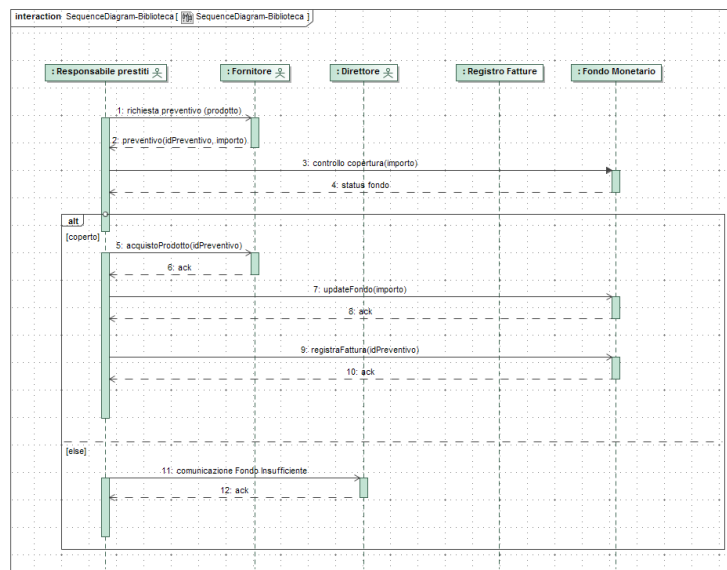 interaction SequenceDiagram-Biblioteca [ SequenceDiagram-Biblioteca ]
: Responsabile prestiti
: Fornitore
: Direttore
: Registro Fatture
: Fondo Monetario
1: richiesta preventivo (prodotto)
2: preventivo(idPreventivo, importo)
3: controllo copertura(importo)
4: status fondo
alt
[coperto]
5: acquistoProdotto(idPreventivo)
6: ack
7: updateFondo(importo)
8: ack
9: registraFattura(idPreventivo)
10: ack
[else]
11: comunicazione Fondo Insufficiente
12: ack